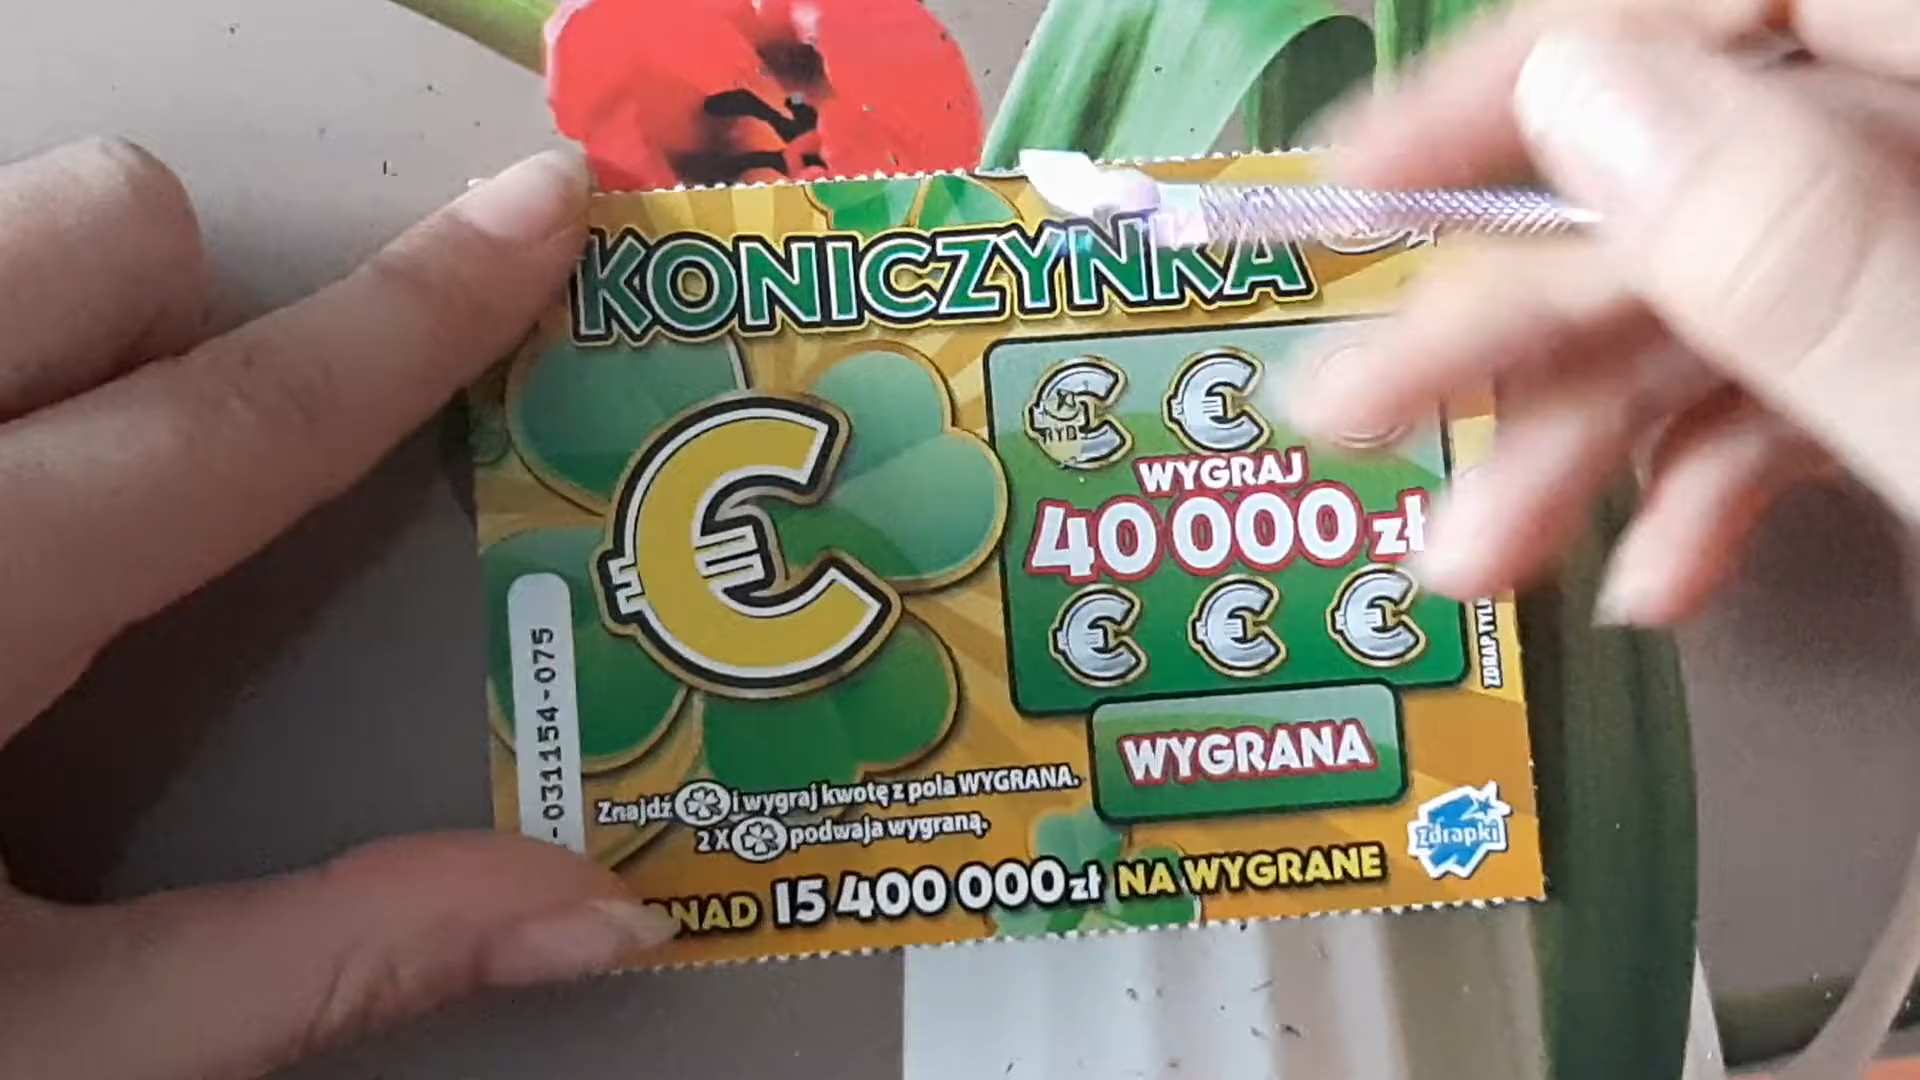 KONICZYNKA
WYGRAJ
40 000 zł
WYGRANA
Znajdź i wygraj kwotę z pola WYGRANA.
2 X podwaja wygraną.
15 400 000 zł NA WYGRANE
Zdrapki
-031154-075